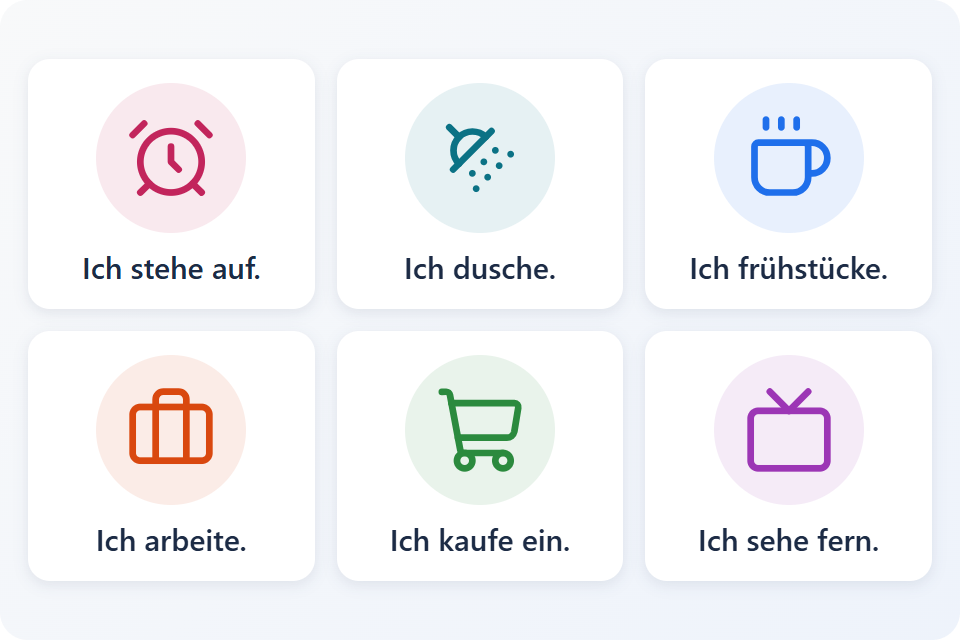 Ich stehe auf.
Ich dusche.
Ich frühstücke.
Ich arbeite.
Ich kaufe ein.
Ich sehe fern.